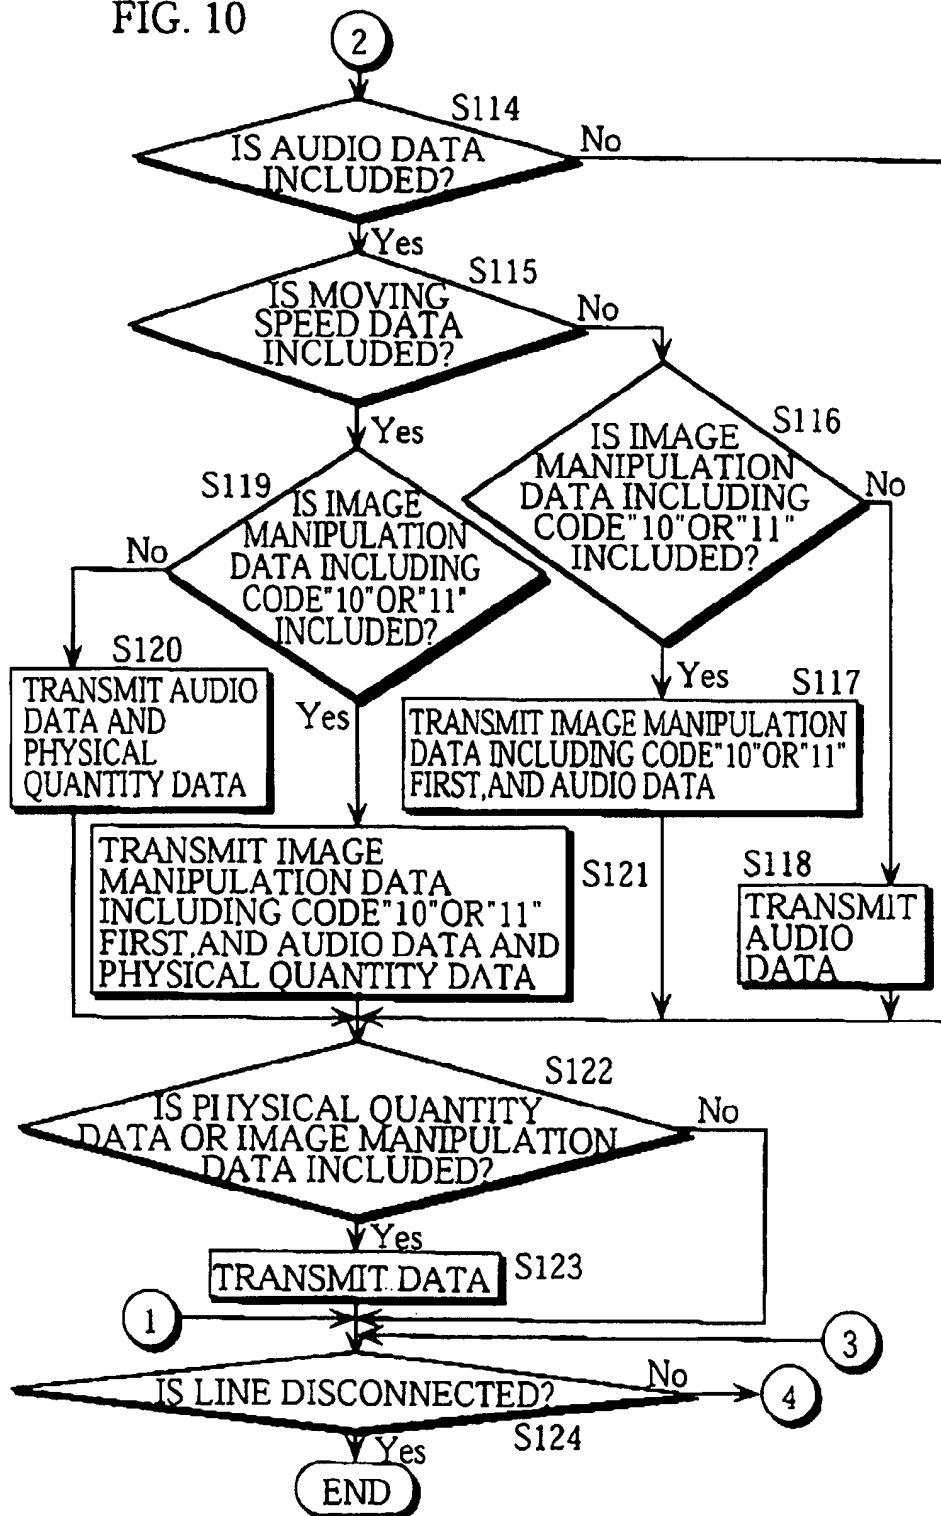 FIG. 10
2
S114
IS AUDIO DATA
INCLUDED?
No
Yes
S115
IS MOVING
SPEED DATA
INCLUDED?
No
Yes
S116
IS IMAGE
MANIPULATION
DATA INCLUDING
CODE"10"OR"11"
INCLUDED?
No
S119
IS IMAGE
MANIPULATION
DATA INCLUDING
CODE"10"OR"11"
INCLUDED?
No
S120
TRANSMIT AUDIO
DATA AND
PHYSICAL
QUANTITY DATA
Yes
Yes
S117
TRANSMIT IMAGE MANIPULATION
DATA INCLUDING CODE"10"OR"11"
FIRST,AND AUDIO DATA
TRANSMIT IMAGE
MANIPULATION DATA
INCLUDING CODE"10"OR"11"
FIRST,AND AUDIO DATA AND
PHYSICAL QUANTITY DATA
S121
S118
TRANSMIT
AUDIO
DATA
S122
IS PHYSICAL QUANTITY
DATA OR IMAGE MANIPULATION
DATA INCLUDED?
No
Yes
TRANSMIT DATA
S123
1
3
IS LINE DISCONNECTED?
No
4
S124
Yes
END